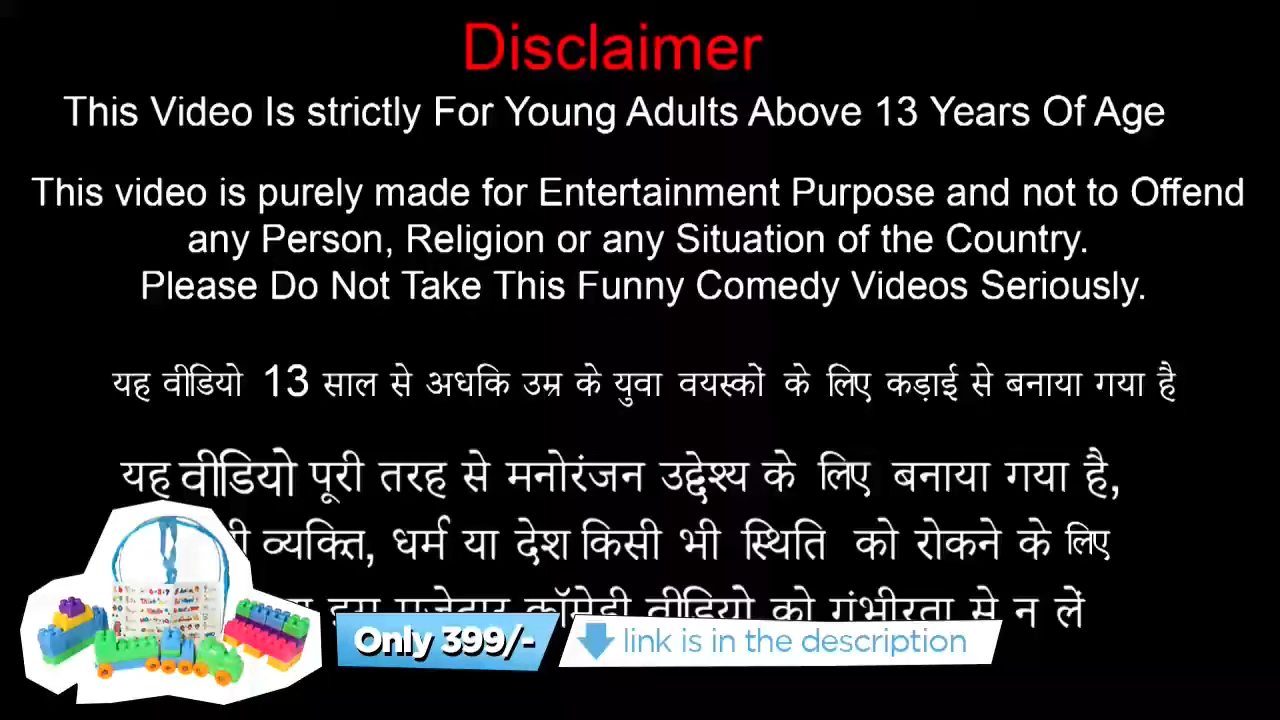 Disclaimer
This Video Is strictly For Young Adults Above 13 Years Of Age
This video is purely made for Entertainment Purpose and not to Offend
any Person, Religion or any Situation of the Country.
Please Do Not Take This Funny Comedy Videos Seriously.
यह वीडियो 13 साल से अधकि उम्र के युवा वयस्कों के लिए कड़ाई से बनाया गया है
यह वीडियो पूरी तरह से मनोरंजन उद्देश्य के लिए बनाया गया है,
व्यक्ति, धर्म या देश किसी भी स्थिति को रोकने के लिए
इस मजेदार कॉमेडी वीडियो को गंभीरता से न लें
Only 399/-
link is in the description